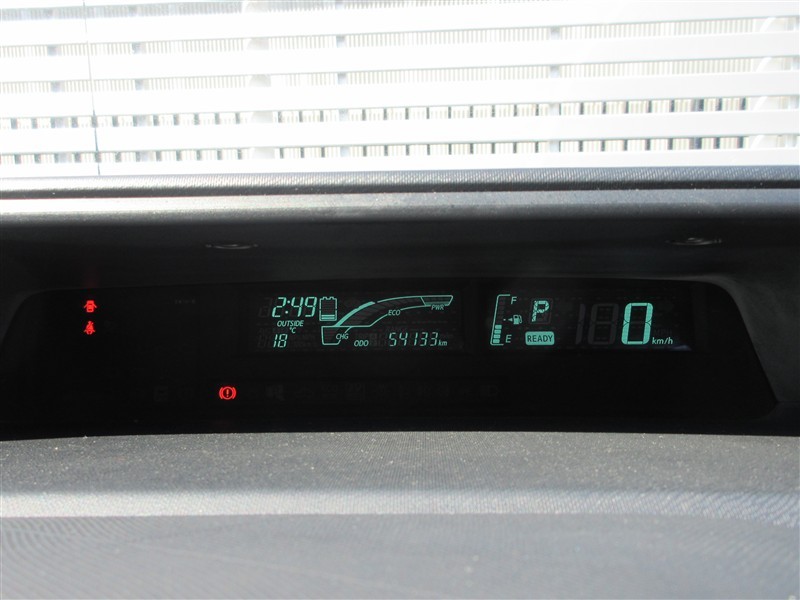 2:49
OUTSIDE
°C
18
CHG
ECO
PWR
ODO 54133 km
F
E
P
READY
0 km/h